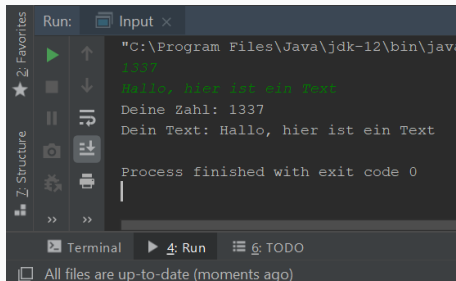 2: Favorites
Run: Input ×
"C:\Program Files\Java\jdk-12\bin\java
1337
Hallo, hier ist ein Text
Deine Zahl: 1337
Dein Text: Hallo, hier ist ein Text
Process finished with exit code 0
7: Structure
»
»
Terminal 4: Run 6: TODO
All files are up-to-date (moments ago)